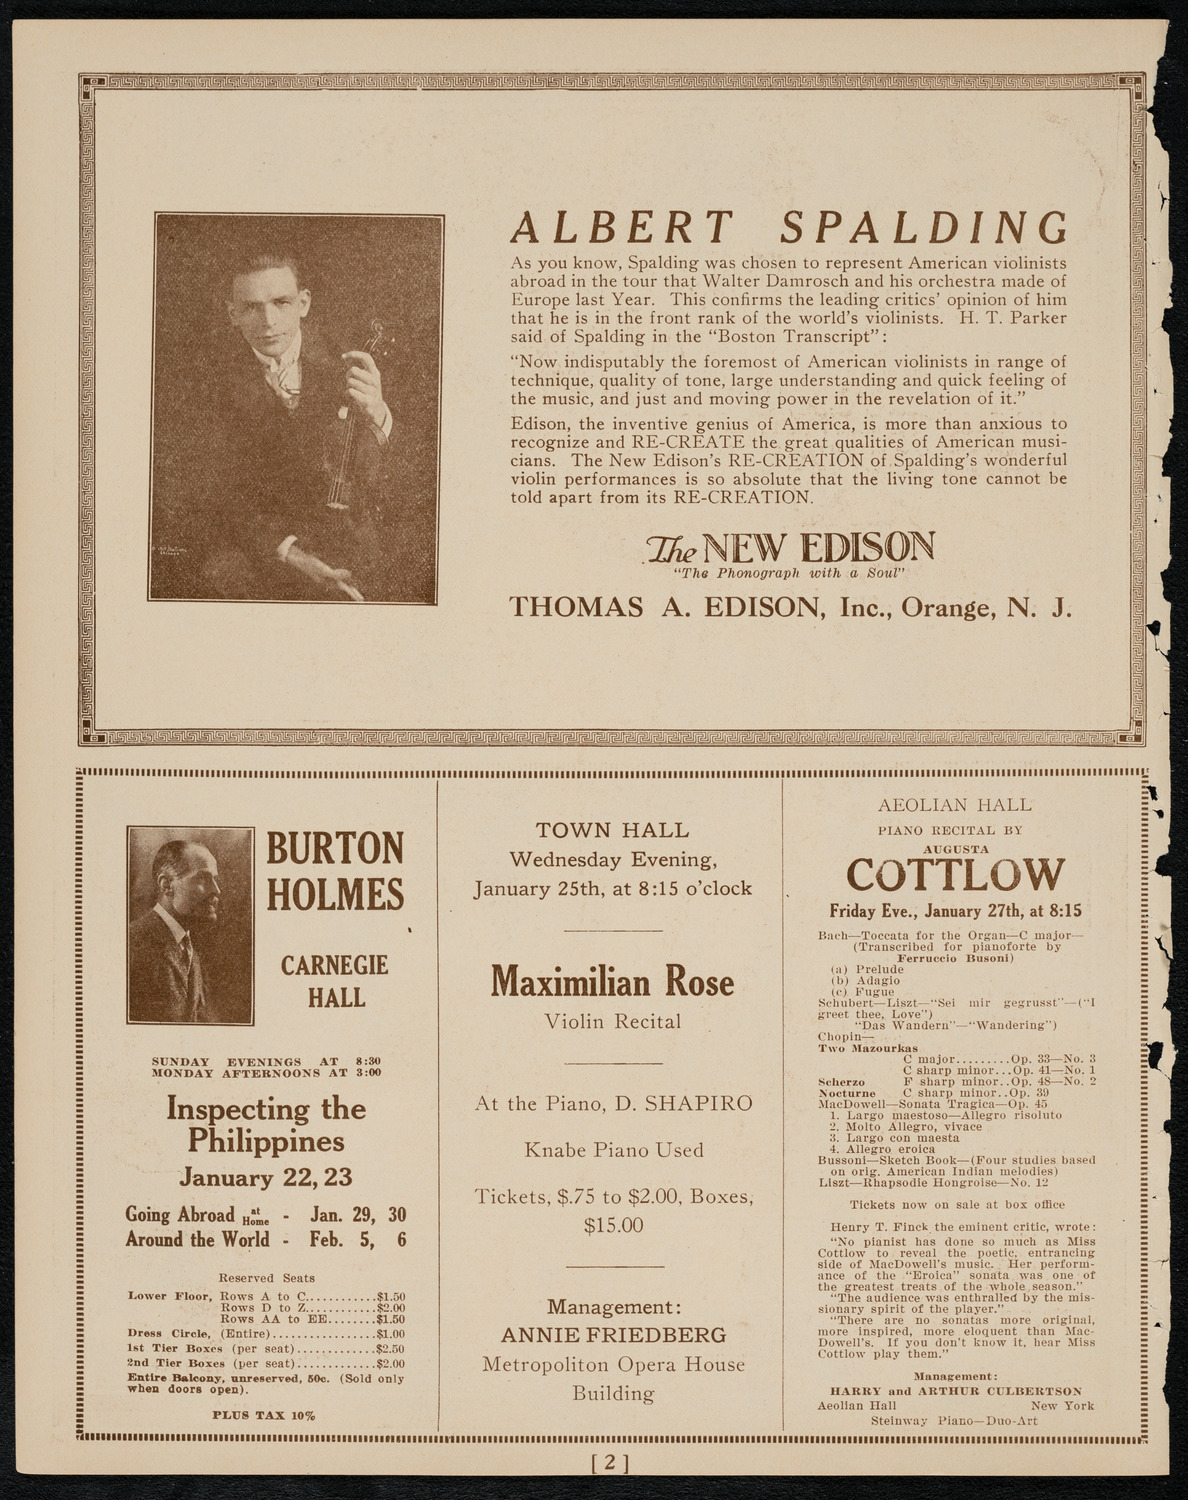 ALBERT SPALDING
As you know, Spalding was chosen to represent American violinists
abroad in the tour that Walter Damrosch and his orchestra made of
Europe last Year. This confirms the leading critics' opinion of him
that he is in the front rank of the world's violinists. H. T. Parker
said of Spalding in the "Boston Transcript":
"Now indisputably the foremost of American violinists in range of
technique, quality of tone, large understanding and quick feeling of
the music, and just and moving power in the revelation of it."
Edison, the inventive genius of America, is more than anxious to
recognize and RE-CREATE the great qualities of American musi-
cians. The New Edison's RE-CREATION of Spalding's wonderful
violin performances is so absolute that the living tone cannot be
told apart from its RE-CREATION.
The NEW EDISON
"The Phonograph with a Soul"
THOMAS A. EDISON, Inc., Orange, N. J.
BURTON
HOLMES
CARNEGIE
HALL
SUNDAY EVENINGS AT 8:30
MONDAY AFTERNOONS AT 3:00
Inspecting the
Philippines
January 22, 23
Going Abroad at Home - Jan. 29, 30
Around the World - Feb. 5, 6
Reserved Seats
Lower Floor, Rows A to C...........$1.50
Rows D to Z...........$2.00
Rows AA to EE........$1.50
Dress Circle, (Entire)................$1.00
1st Tier Boxes (per seat).............$2.50
2nd Tier Boxes (per seat).............$2.00
Entire Balcony, unreserved, 50c. (Sold only
when doors open).
PLUS TAX 10%
TOWN HALL
Wednesday Evening,
January 25th, at 8:15 o'clock
Maximilian Rose
Violin Recital
At the Piano, D. SHAPIRO
Knabe Piano Used
Tickets, $.75 to $2.00, Boxes,
$15.00
Management:
ANNIE FRIEDBERG
Metropoliton Opera House
Building
AEOLIAN HALL
PIANO RECITAL BY
AUGUSTA
COTTLOW
Friday Eve., January 27th, at 8:15
Bach—Toccata for the Organ—C major—
(Transcribed for pianoforte by
Ferruccio Busoni)
(a) Prelude
(b) Adagio
(c) Fugue
Schubert—Liszt—"Sei mir gegrusst"—("I
greet thee, Love")
"Das Wandern"—"Wandering")
Chopin—
Two Mazourkas
C major.........Op. 33—No. 3
C sharp minor...Op. 41—No. 1
Scherzo F sharp minor..Op. 48—No. 2
Nocturne C sharp minor..Op. 39
MacDowell—Sonata Tragica—Op. 45
1. Largo maestoso—Allegro risoluto
2. Molto Allegro, vivace
3. Largo con maesta
4. Allegro eroica
Bussoni—Sketch Book—(Four studies based
on orig. American Indian melodies)
Liszt—Rhapsodie Hongroise—No. 12
Tickets now on sale at box office
Henry T. Finck the eminent critic, wrote:
"No pianist has done so much as Miss
Cottlow to reveal the poetic, entrancing
side of MacDowell's music. Her perform-
ance of the "Eroica" sonata was one of
the greatest treats of the whole season."
"The audience was enthralled by the mis-
sionary spirit of the player."
"There are no sonatas more original,
more inspired, more eloquent than Mac-
Dowell's. If you don't know it, hear Miss
Cottlow play them."
Management:
HARRY and ARTHUR CULBERTSON
Aeolian Hall New York
Steinway Piano—Duo-Art
[ 2 ]